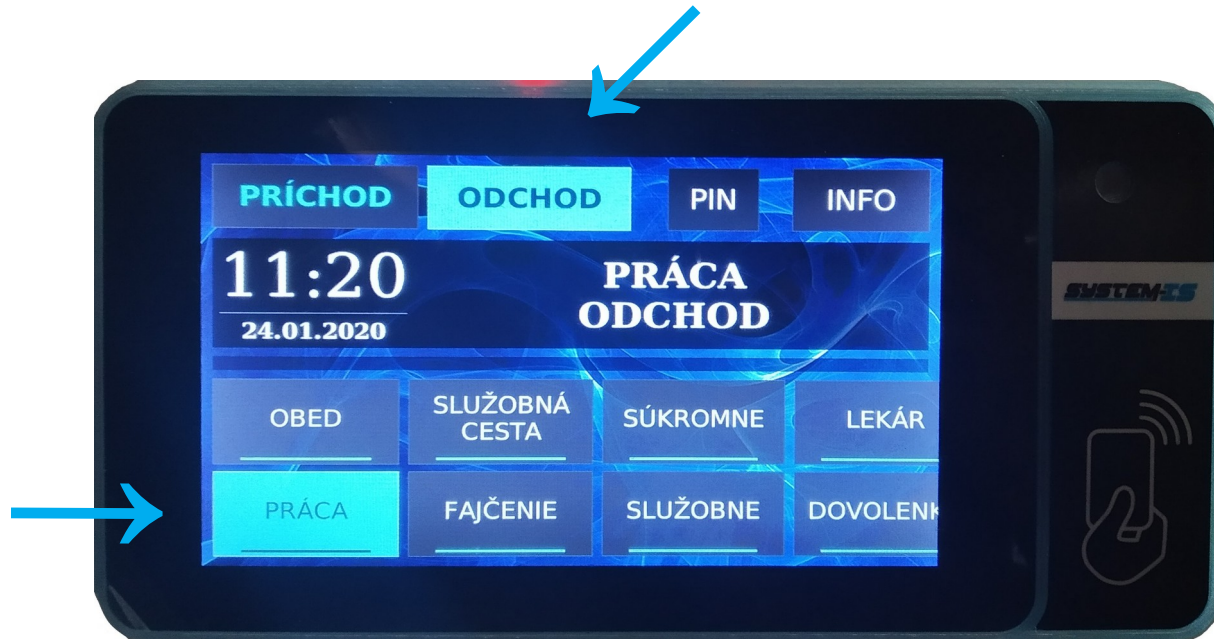 PRÍCHOD ODCHOD PIN INFO
11:20
24.01.2020
PRÁCA
ODCHOD
SYSTEM-IS
OBED
SLUŽOBNÁ
CESTA
SÚKROMNE
LEKÁR
PRÁCA
FAJČENIE
SLUŽOBNE
DOVOLENK